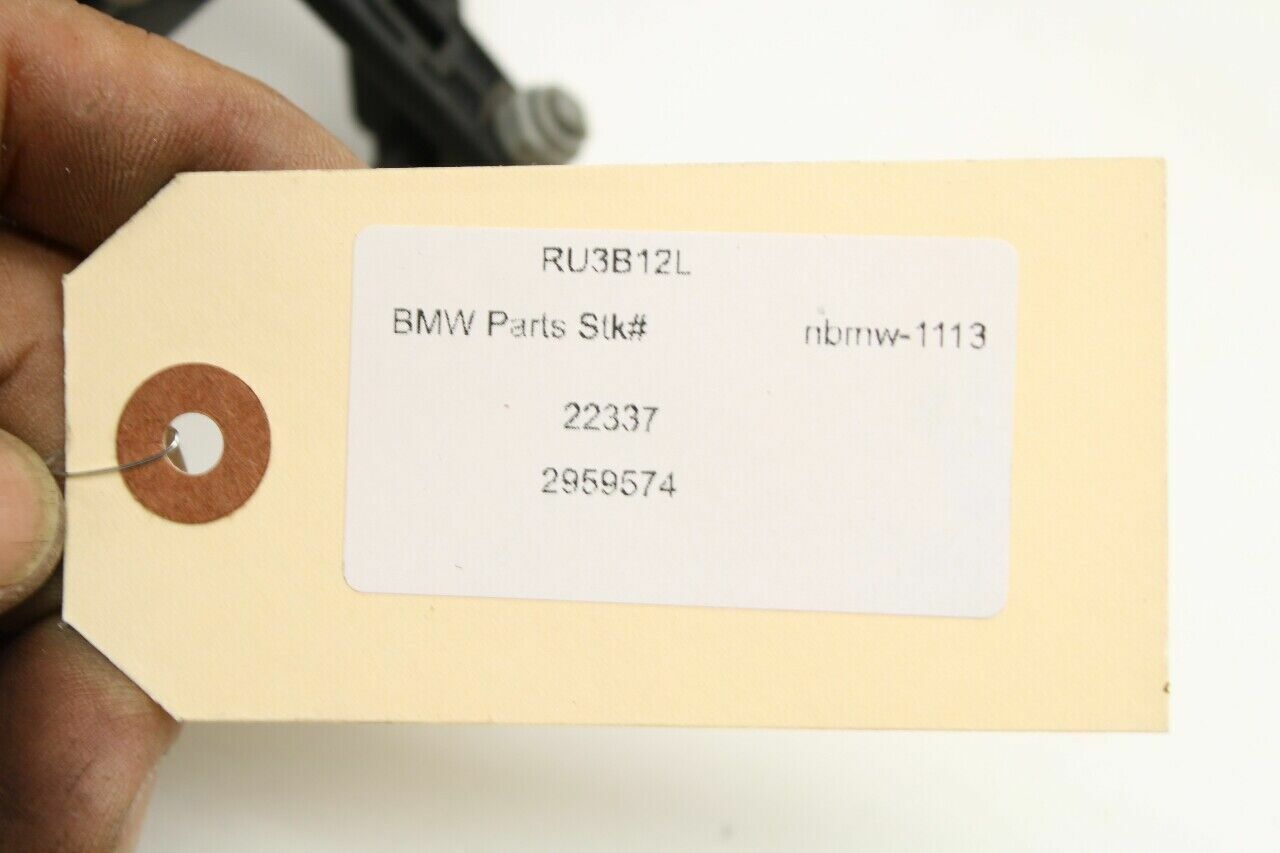 RU3B12L
BMW Parts Stk# nbmw-1113
22337
2959574